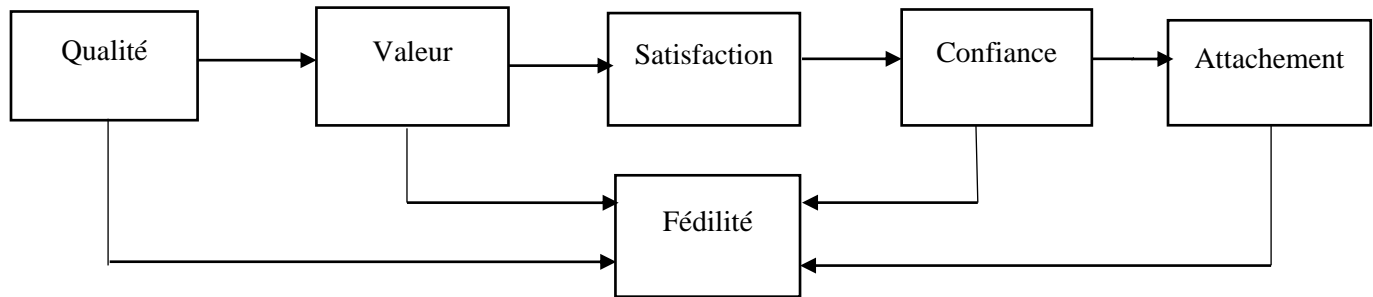 Qualité
Valeur
Satisfaction
Confiance
Attachement
Fédilité